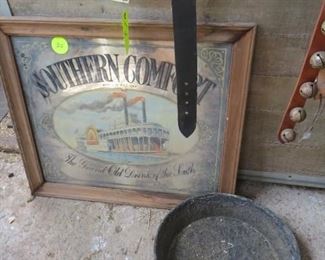 SOUTHERN COMFORT
The Grand Old Drink of the South